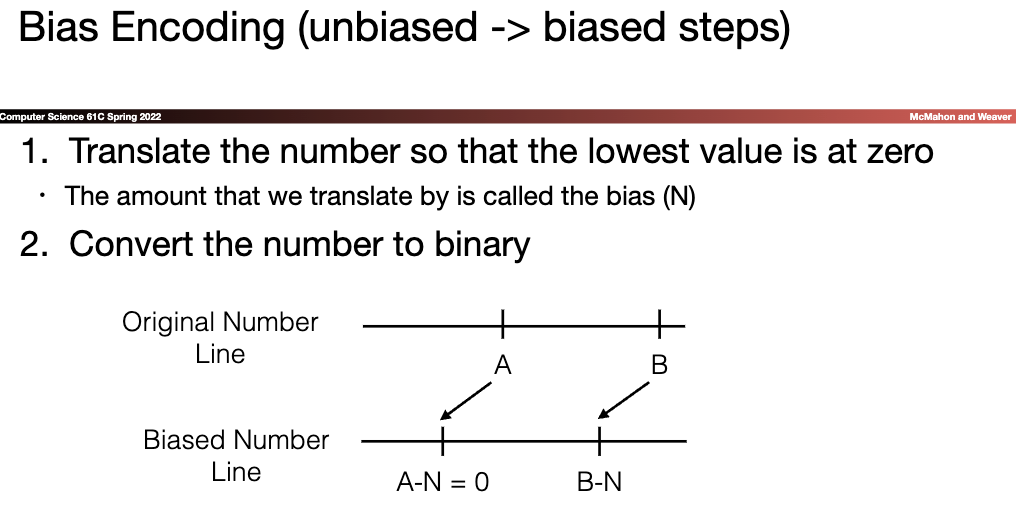 Bias Encoding (unbiased -> biased steps)
Computer Science 61C Spring 2022
McMahon and Weaver
1. Translate the number so that the lowest value is at zero
· The amount that we translate by is called the bias (N)
2. Convert the number to binary
Original Number
Line
A
B
Biased Number
Line
A-N = 0
B-N